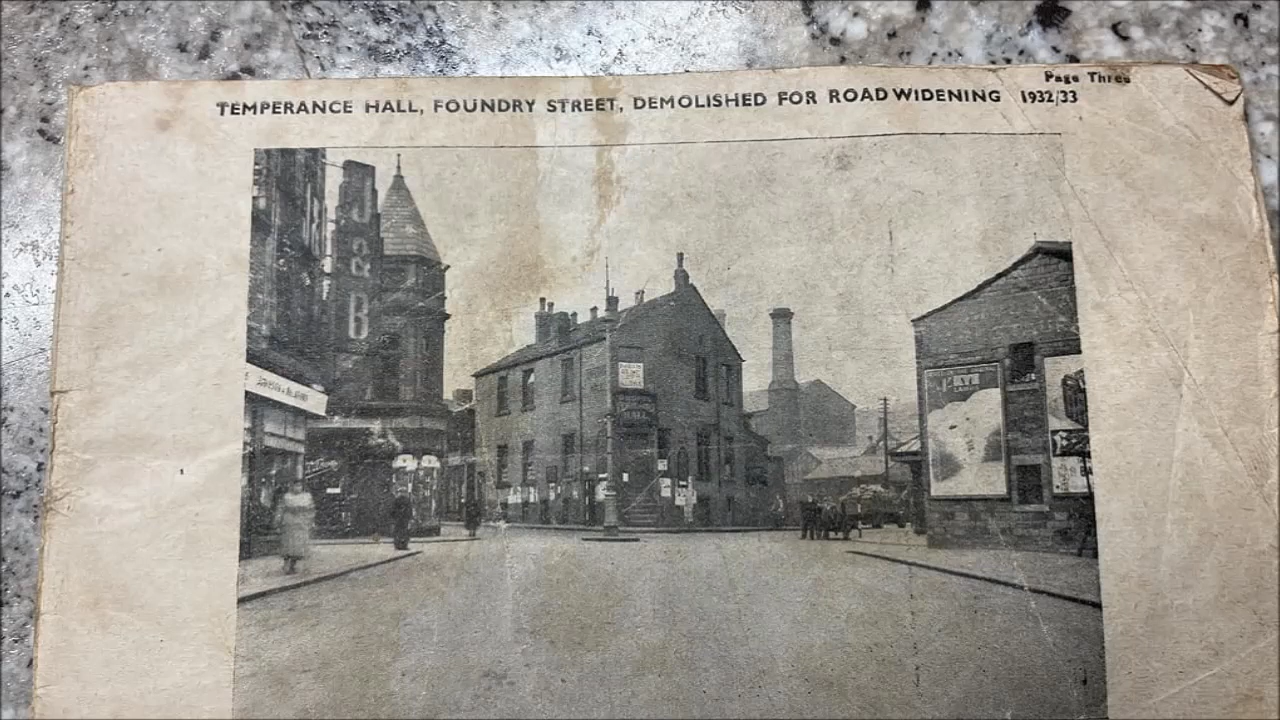 Page Three
TEMPERANCE HALL, FOUNDRY STREET, DEMOLISHED FOR ROAD WIDENING 1932/33
J
&
B